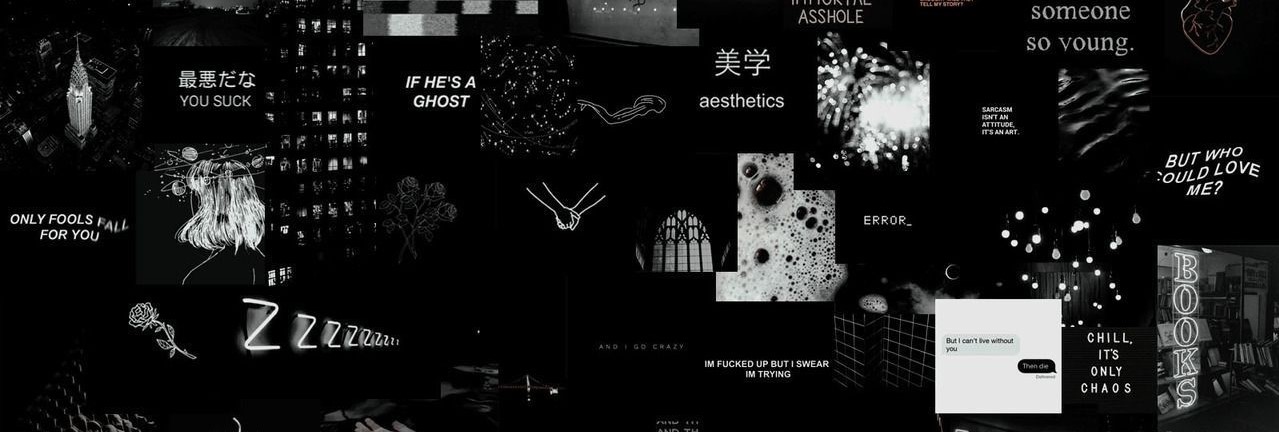 IMMORTAL
ASSHOLE
TELL MY STORY?
someone
so young.
最悪だな
YOU SUCK
IF HE'S A
GHOST
美学
aesthetics
SARCASM
ISN'T AN
ATTITUDE,
IT'S AN ART.
BUT WHO
COULD LOVE
ME?
ONLY FOOLS FALL
FOR YOU
ERROR_
BOOKS
Z zzzzzzzz
AND I GO CRAZY
IM FUCKED UP BUT I SWEAR
IM TRYING
But I can't live without
you
Then die
Delivered
CHILL,
IT'S
ONLY
CHAOS